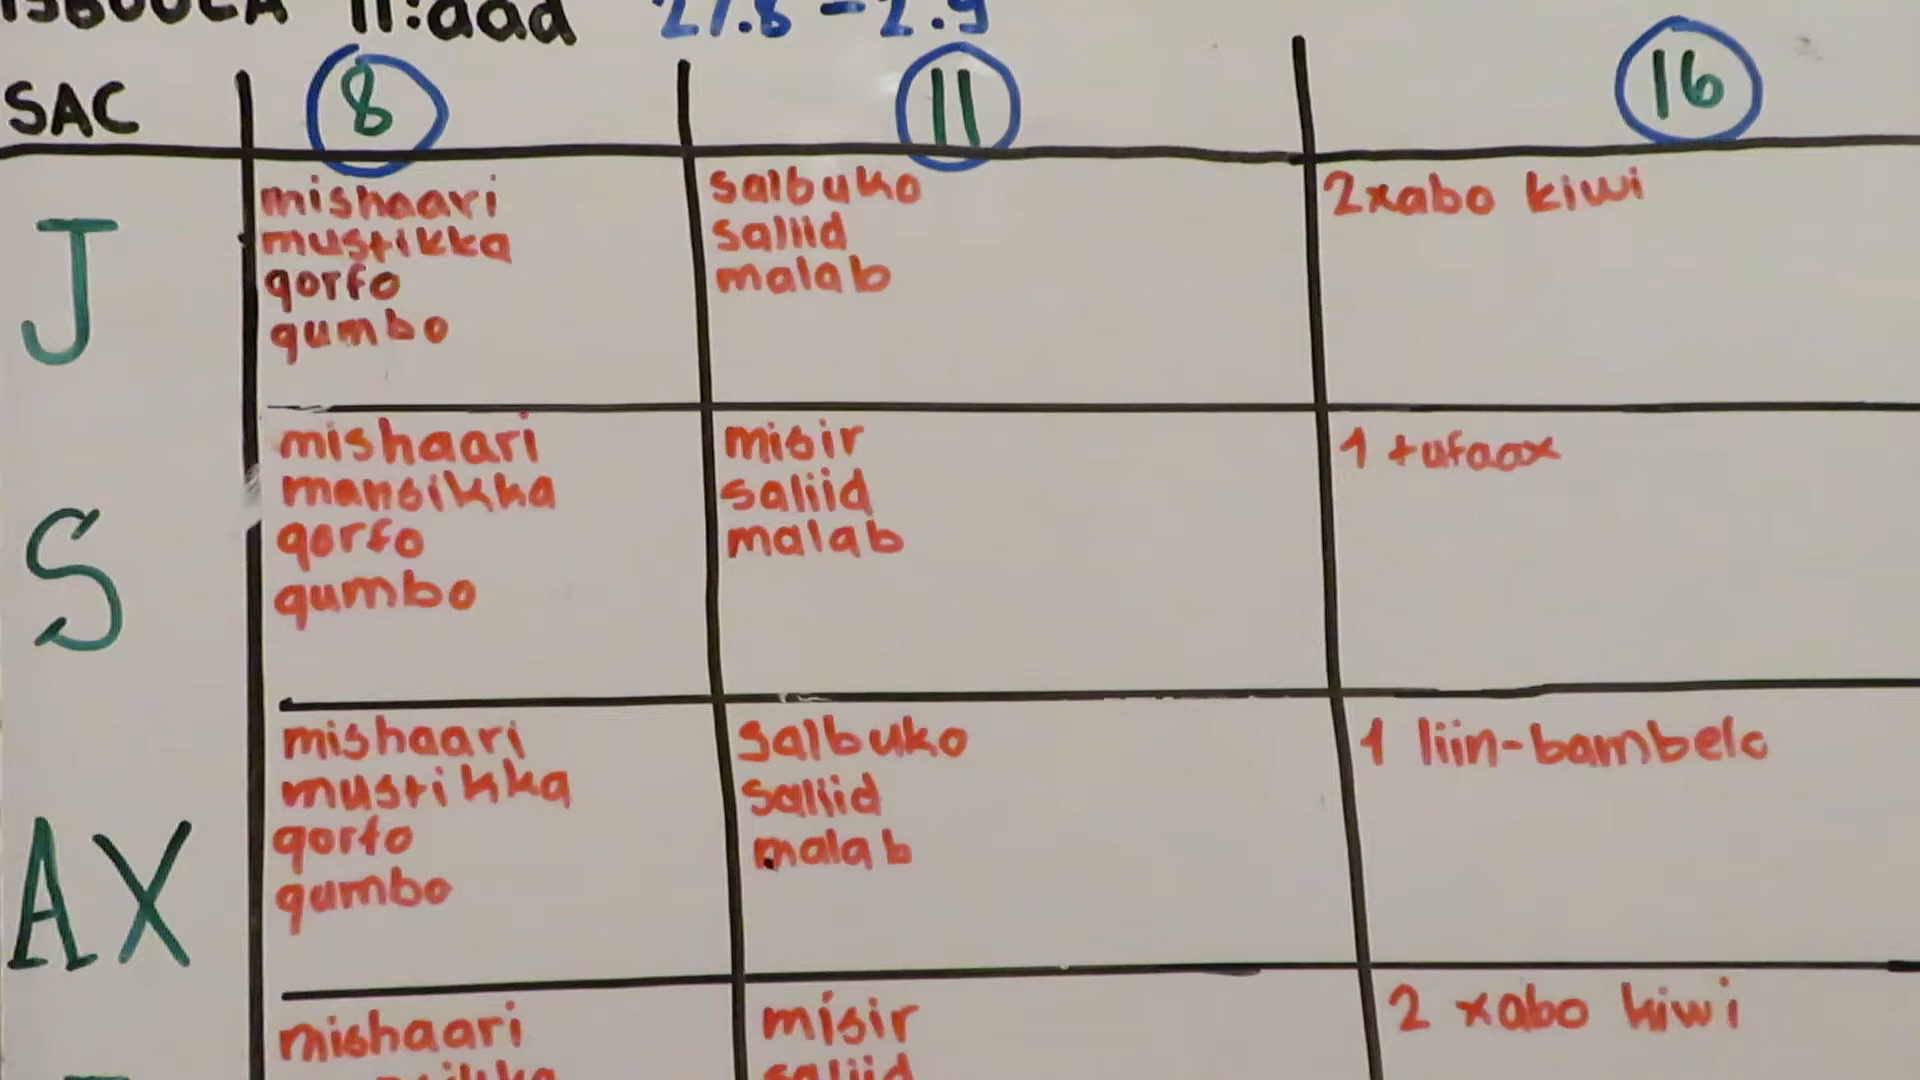 11:aad 27.8-2.9
SAC 8 11 16
J
mishaari
mustikka
qorfo
qumbo
salbuko
saliid
malab
2xabo kiwi
S
mishaari
mansikka
qorfo
qumbo
misir
saliid
malab
1 tufaax
AX
mishaari
mustikka
qorfo
qumbo
salbuko
saliid
malab
1 liin-bambelo
mishaari
misir
saliid
2 xabo kiwi